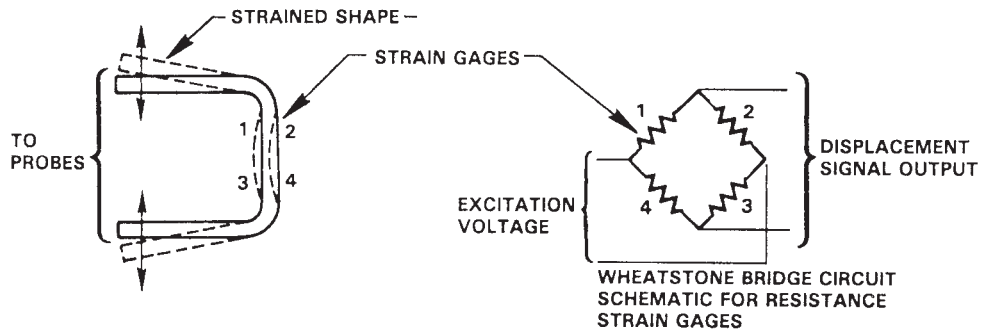 STRAINED SHAPE
STRAIN GAGES
TO
PROBES
1
2
3
4
1
2
4
3
EXCITATION
VOLTAGE
DISPLACEMENT
SIGNAL OUTPUT
WHEATSTONE BRIDGE CIRCUIT
SCHEMATIC FOR RESISTANCE
STRAIN GAGES